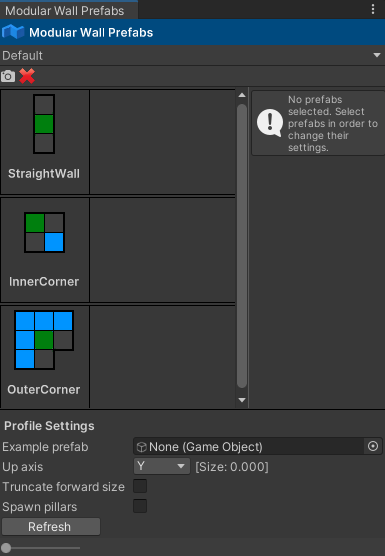 Modular Wall Prefabs
Modular Wall Prefabs
Default
No prefabs
selected. Select
prefabs in order to
change their
settings.
StraightWall
InnerCorner
OuterCorner
Profile Settings
Example prefab
None (Game Object)
Up axis
Y
[Size: 0.000]
Truncate forward size
Spawn pillars
Refresh